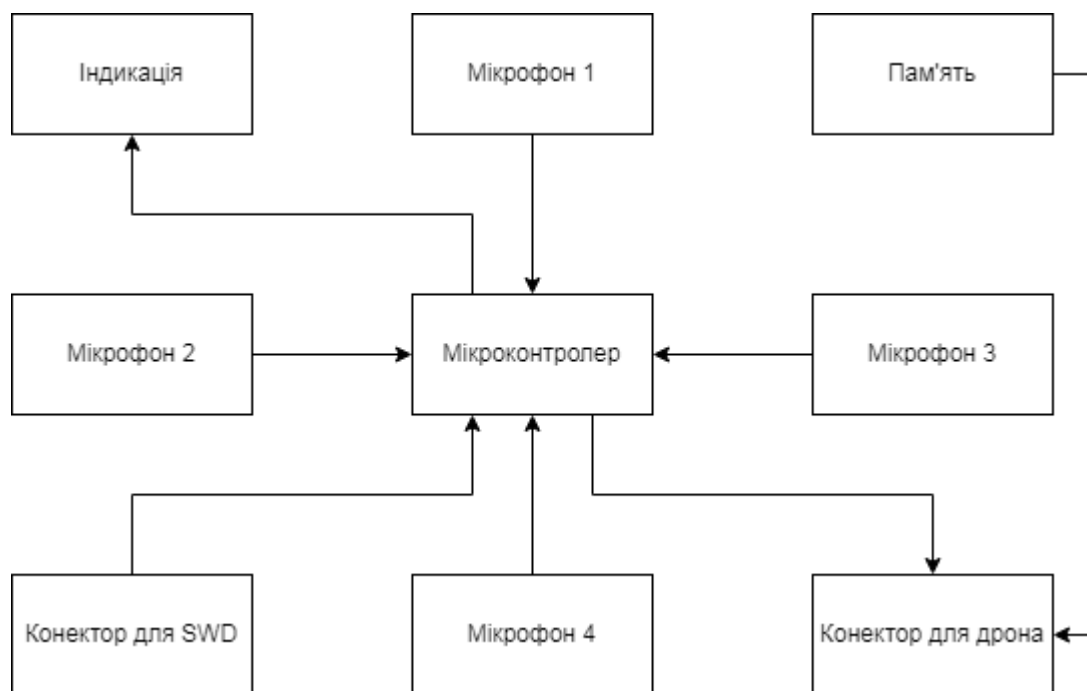 Індикація
Мікрофон 1
Пам'ять
Мікрофон 2
Мікроконтролер
Мікрофон 3
Конектор для SWD
Мікрофон 4
Конектор для дрона